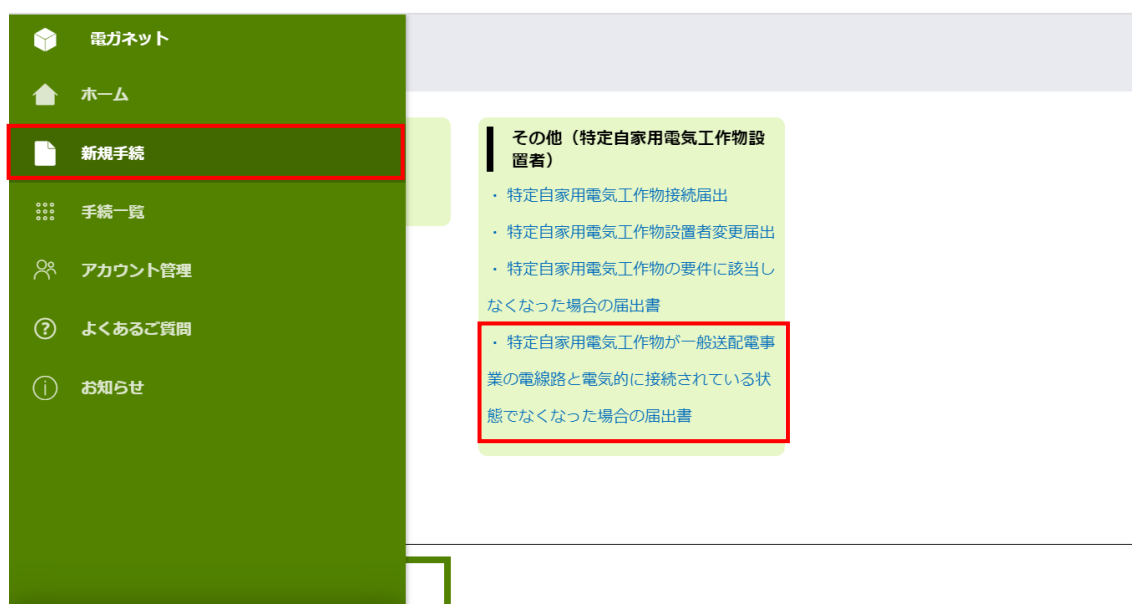 電ガネット
ホーム
新規手続
手続一覧
アカウント管理
よくあるご質問
お知らせ
その他（特定自家用電気工作物設
置者）
・ 特定自家用電気工作物接続届出
・ 特定自家用電気工作物設置者変更届出
・ 特定自家用電気工作物の要件に該当し
なくなった場合の届出書
・ 特定自家用電気工作物が一般送配電事
業の電線路と電気的に接続されている状
態でなくなった場合の届出書